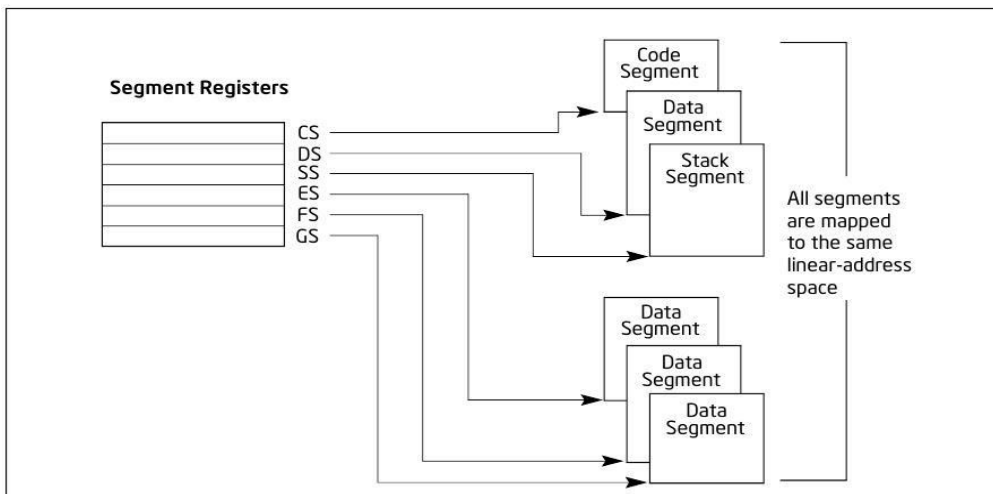 Segment Registers
CS
DS
SS
ES
FS
GS
Code
Segment
Data
Segment
Stack
Segment
Data
Segment
Data
Segment
Data
Segment
All segments
are mapped
to the same
linear-address
space